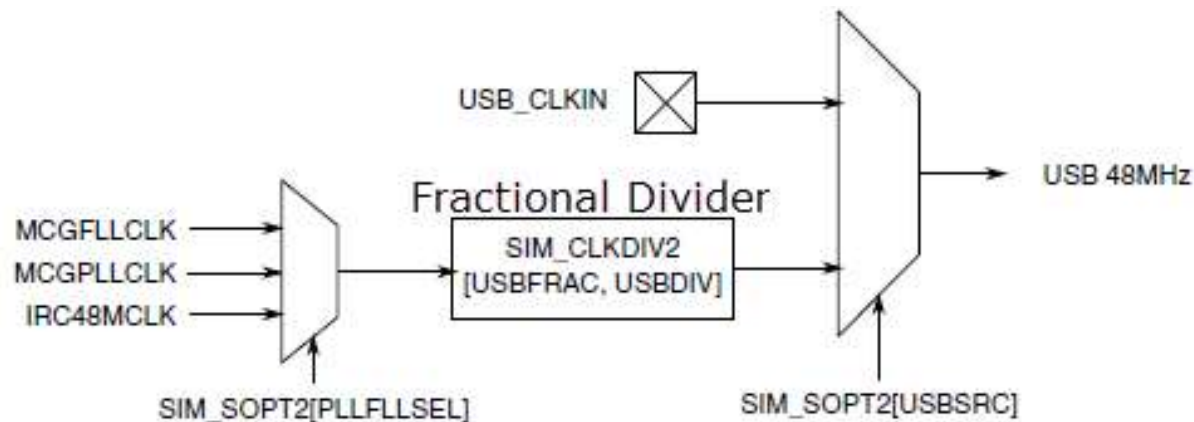 USB_CLKIN
USB 48MHz
Fractional Divider
MCGFLLCLK
SIM_CLKDIV2
MCGPLLCLK
[USBFRAC, USBDIV]
IRC48MCLK
SIM_SOPT2[PLLFLLSEL]
SIM_SOPT2[USBSRC]